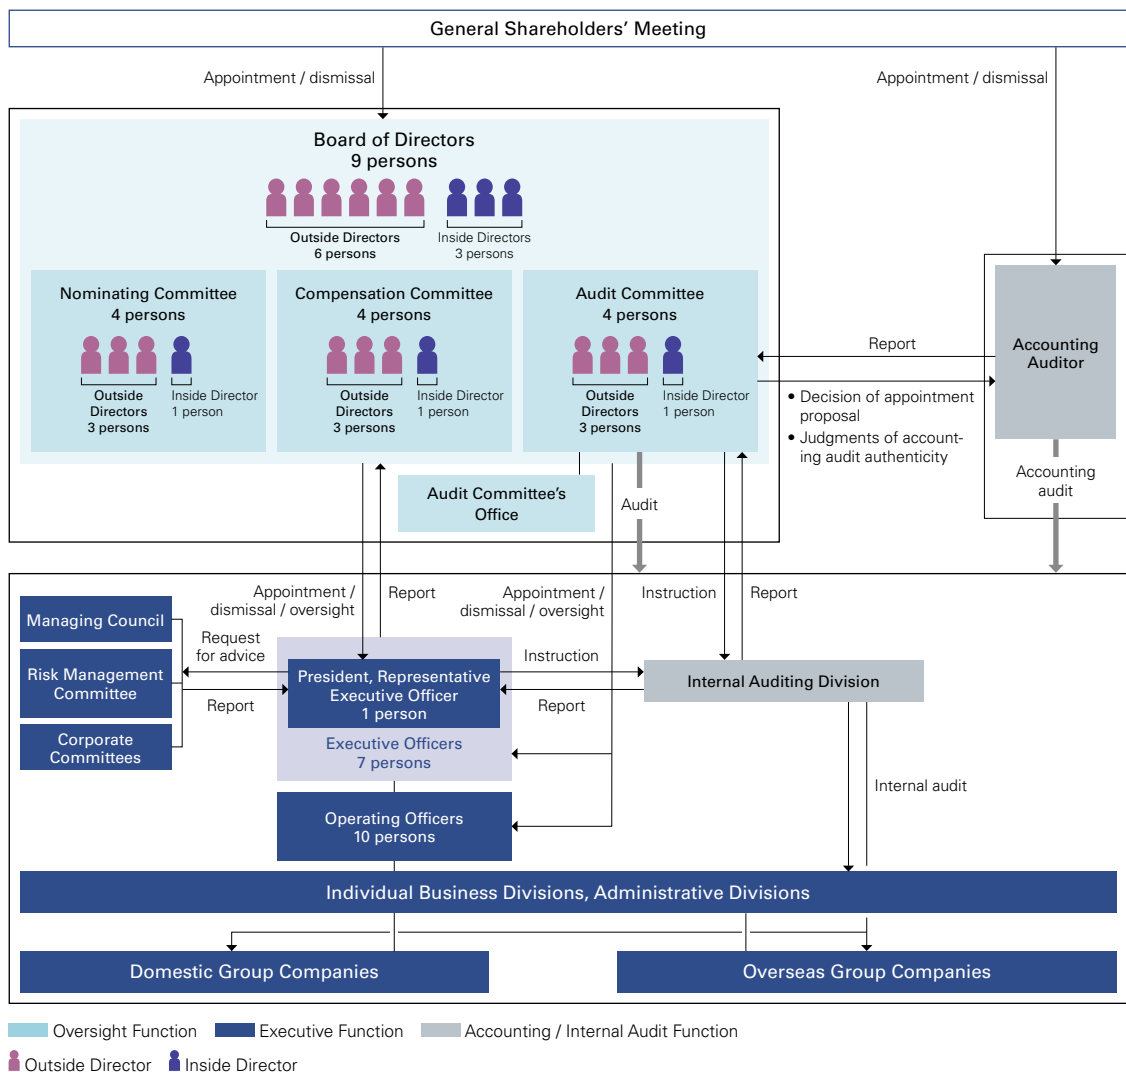 General Shareholders’ Meeting
Appointment / dismissal
Appointment / dismissal
Board of Directors
9 persons
Outside Directors
6 persons
Inside Directors
3 persons
Nominating Committee
4 persons
Outside
Directors
3 persons
Inside Director
1 person
Compensation Committee
4 persons
Outside
Directors
3 persons
Inside Director
1 person
Audit Committee
4 persons
Outside
Directors
3 persons
Inside Director
1 person
Report
• Decision of appointment
proposal
• Judgments of account-
ing audit authenticity
Accounting
Auditor
Accounting
audit
Audit Committee’s
Office
Audit
Appointment /
dismissal / oversight
Report
Appointment /
dismissal / oversight
Instruction
Report
Managing Council
Risk Management
Committee
Corporate
Committees
Request
for advice
Report
President, Representative
Executive Officer
1 person
Executive Officers
7 persons
Instruction
Report
Internal Auditing Division
Operating Officers
10 persons
Internal audit
Individual Business Divisions, Administrative Divisions
Domestic Group Companies
Overseas Group Companies
Oversight Function
Executive Function
Accounting / Internal Audit Function
Outside Director
Inside Director